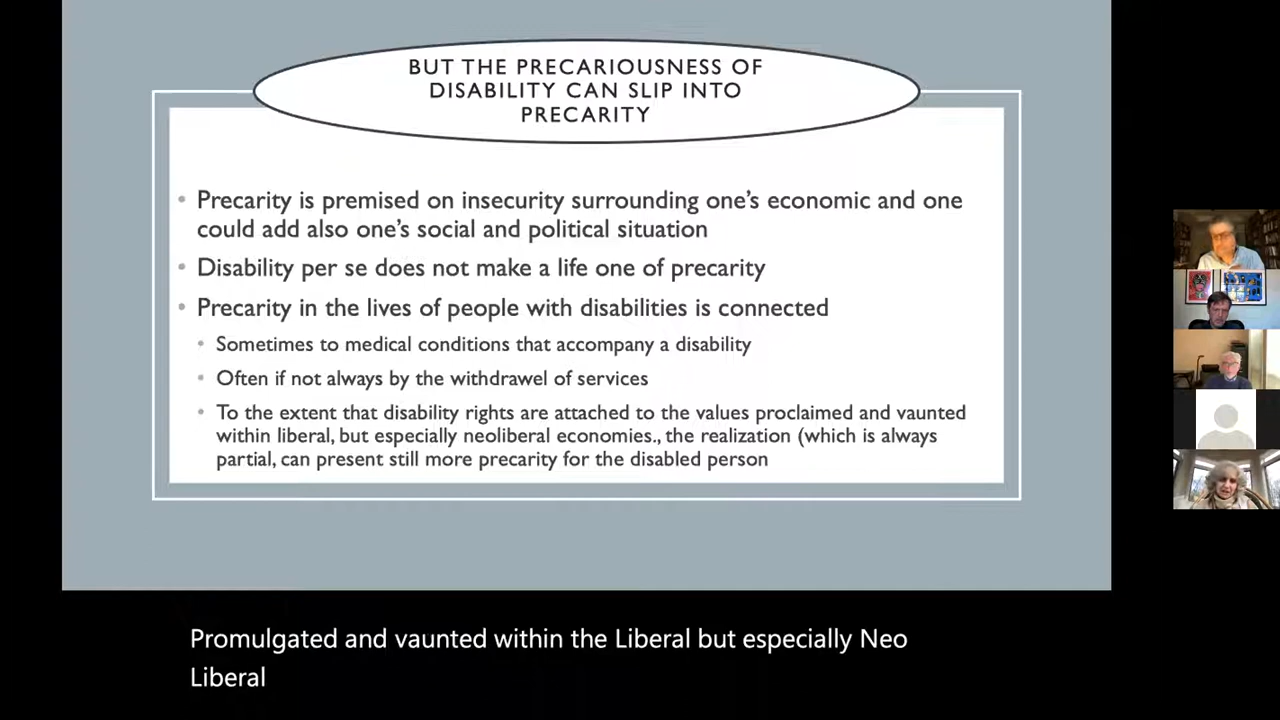 BUT THE PRECARIOUSNESS OF
DISABILITY CAN SLIP INTO
PRECARITY
• Precarity is premised on insecurity surrounding one's economic and one
could add also one's social and political situation
• Disability per se does not make a life one of precarity
• Precarity in the lives of people with disabilities is connected
• Sometimes to medical conditions that accompany a disability
• Often if not always by the withdrawel of services
• To the extent that disability rights are attached to the values proclaimed and vaunted
within liberal, but especially neoliberal economies., the realization (which is always
partial, can present still more precarity for the disabled person
Promulgated and vaunted within the Liberal but especially Neo
Liberal